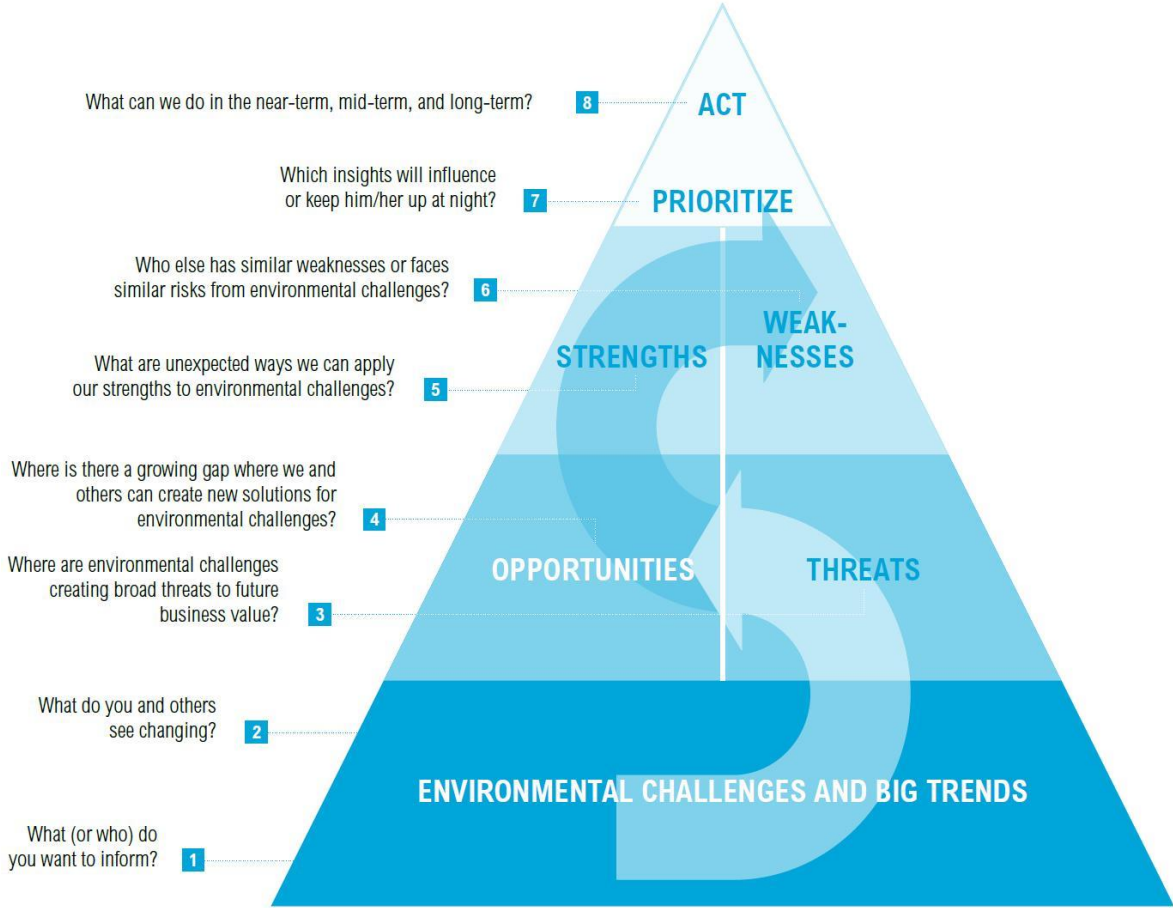 What can we do in the near-term, mid-term, and long-term?
8
ACT
Which insights will influence
or keep him/her up at night?
7
PRIORITIZE
Who else has similar weaknesses or faces
similar risks from environmental challenges?
6
WEAK-
NESSES
STRENGTHS
What are unexpected ways we can apply
our strengths to environmental challenges?
5
Where is there a growing gap where we and
others can create new solutions for
environmental challenges?
4
OPPORTUNITIES
THREATS
Where are environmental challenges
creating broad threats to future
business value?
3
What do you and others
see changing?
2
ENVIRONMENTAL CHALLENGES AND BIG TRENDS
What (or who) do
you want to inform?
1